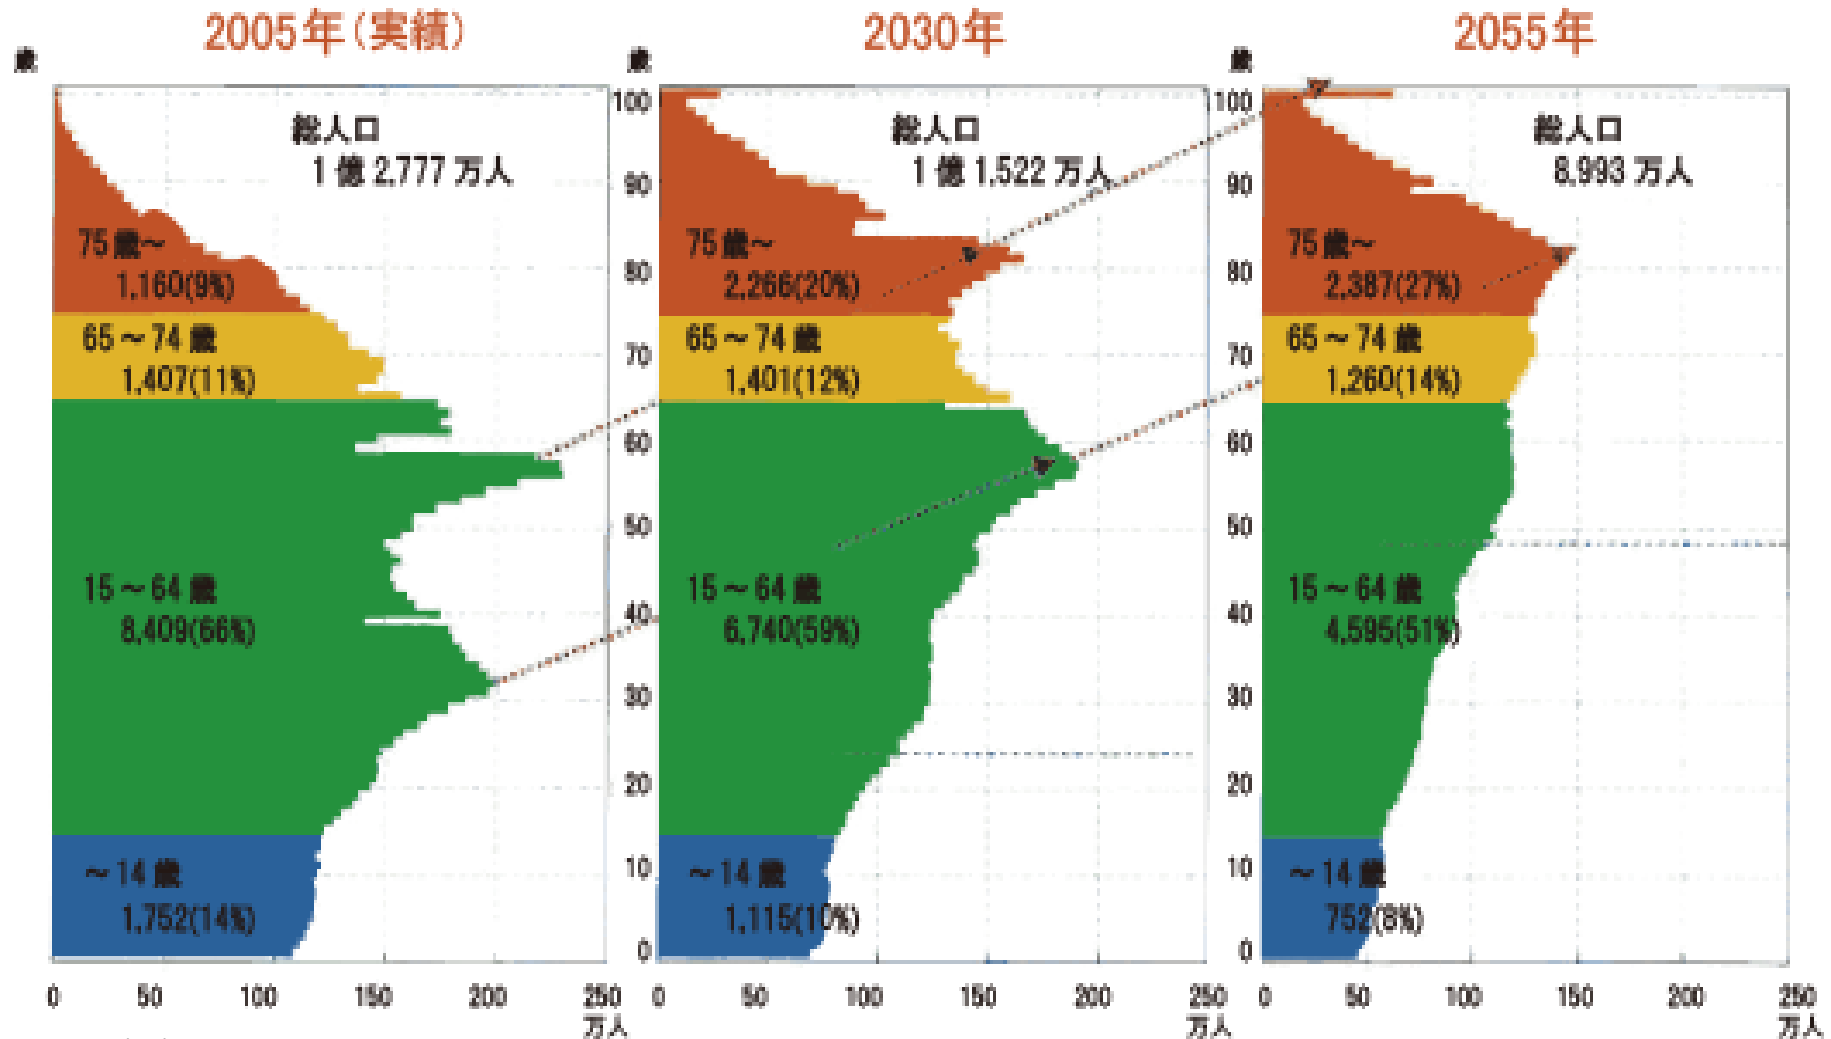 2005年(実績)
歳
総人口
1億2,777万人
75歳～
1,160(9%)
65～74歳
1,407(11%)
15～64歳
8,409(66%)
～14歳
1,752(14%)
0 50 100 150 200 250
万人
2030年
歳
100
90
80
70
60
50
40
30
20
10
0
総人口
1億1,522万人
75歳～
2,266(20%)
65～74歳
1,401(12%)
15～64歳
6,740(59%)
～14歳
1,115(10%)
0 100 150 200 250
万人
2055年
歳
100
90
80
70
60
50
40
30
20
10
0
総人口
8,993万人
75歳～
2,387(27%)
65～74歳
1,260(14%)
15～64歳
4,595(51%)
～14歳
752(8%)
0 50 100 150 200 250
万人